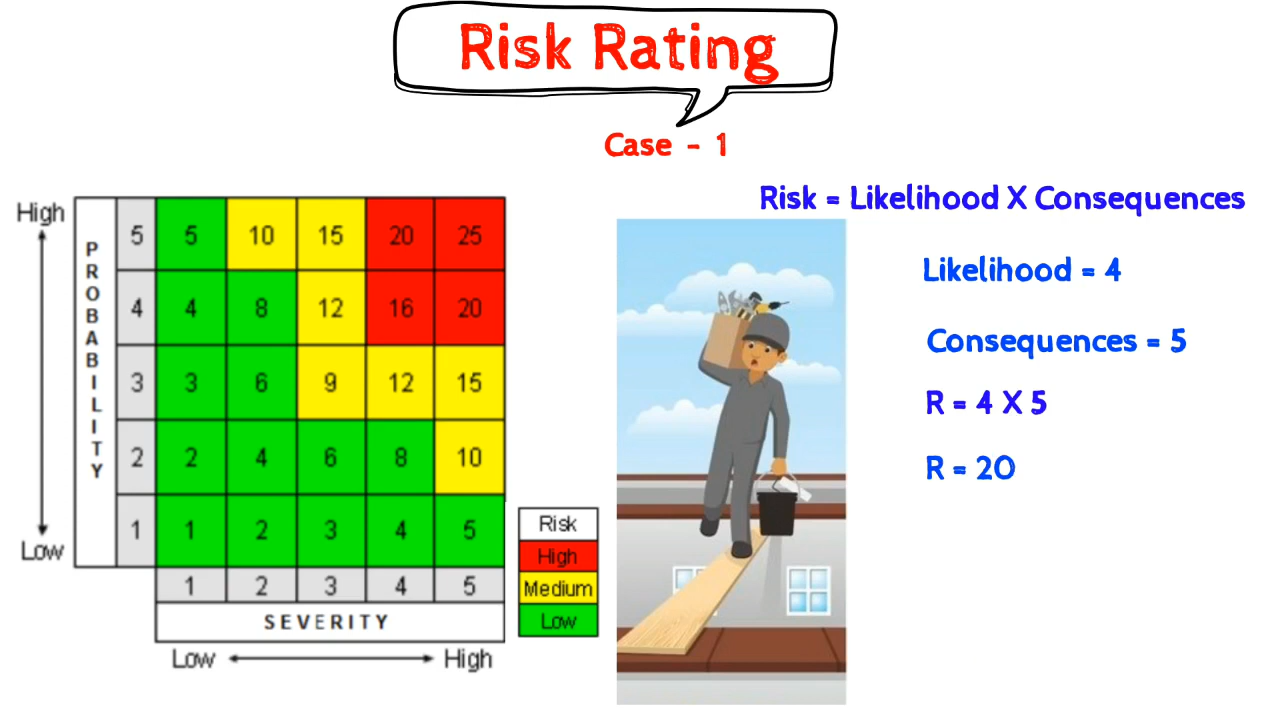 Risk Rating
Case - 1
Risk = Likelihood X Consequences
Likelihood = 4
Consequences = 5
R = 4 X 5
R = 20
High
Low
PROBABILITY
5 5 10 15 20 25
4 4 8 12 16 20
3 3 6 9 12 15
2 2 4 6 8 10
1 1 2 3 4 5
1 2 3 4 5
SEVERITY
Low High
Risk
High
Medium
Low